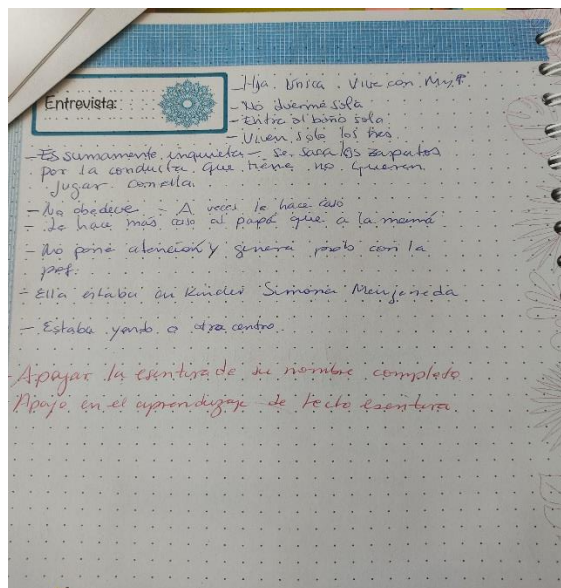 Entrevista:
- Hija Unica Vive con M y P
- No duerme sola
- Entra al baño sola
- Viven solo los tres
- Es sumamente inquieta - se saca los zapatos
por la conducta que tiene no quieren
jugar con ella.
- No obedece - A veces le hace caso
- Le hace más caso al papá que a la mamá
- No pone atención y genera prob con la
prof.
- Ella estaba en Kinder Simona
- Estaba yendo a otro centro.
- Apoyar la escritura de su nombre completo
Apoyo en el aprendizaje de lecto escritura.